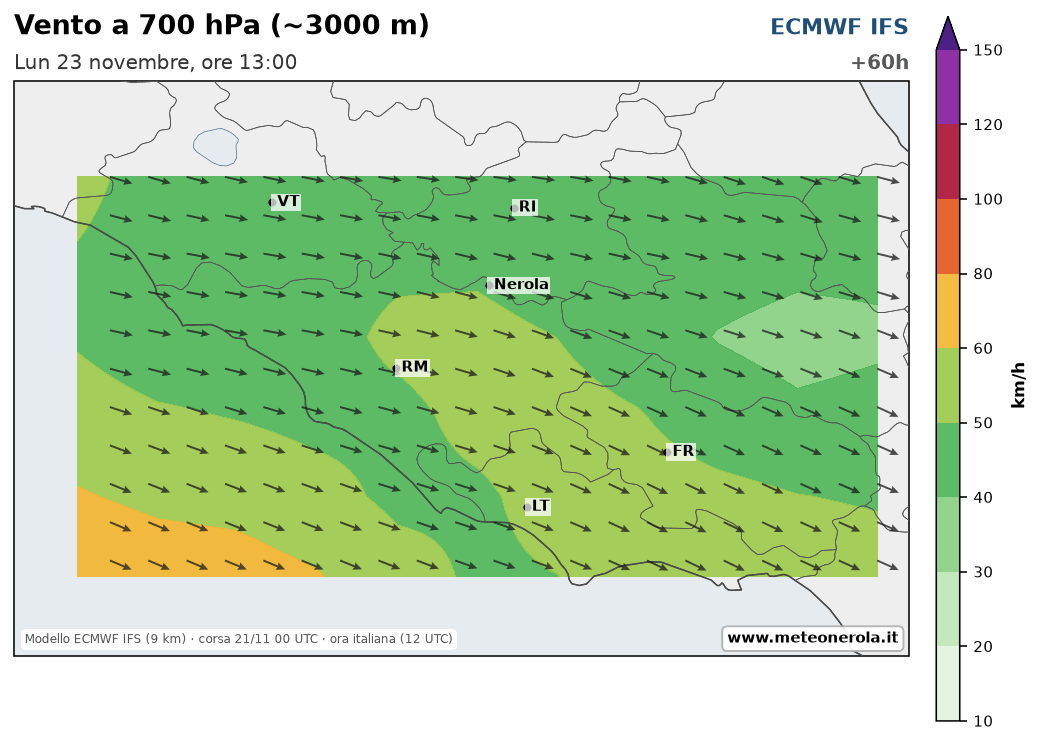 Vento a 700 hPa (~3000 m)
ECMWF IFS
Lun 23 novembre, ore 13:00
+60h
VT
RI
Nerola
RM
FR
LT
150
120
100
80
60
50
40
30
20
10
km/h
Modello ECMWF IFS (9 km) · corsa 21/11 00 UTC · ora italiana (12 UTC)
www.meteonerola.it